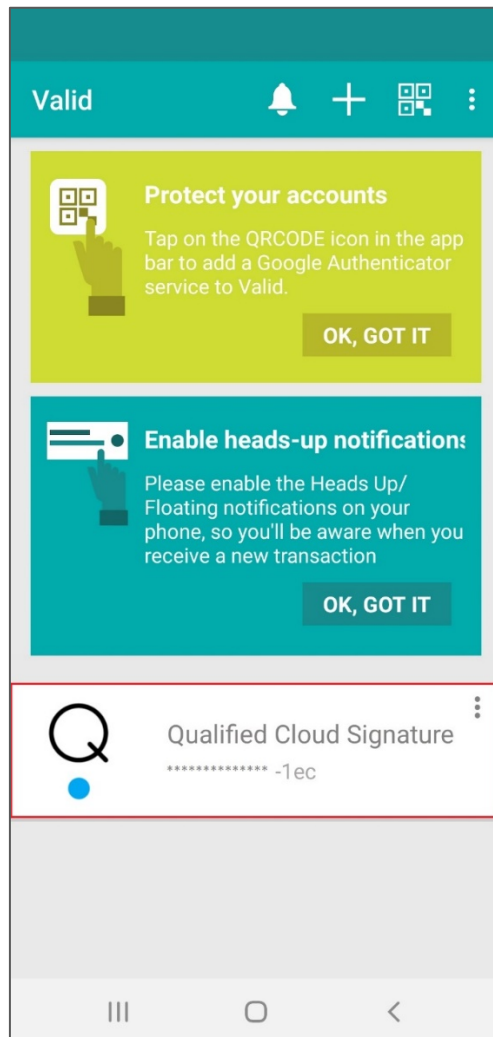 Valid
Protect your accounts
Tap on the QRCODE icon in the app
bar to add a Google Authenticator
service to Valid.
OK, GOT IT
Enable heads-up notifications
Please enable the Heads Up/
Floating notifications on your
phone, so you'll be aware when you
receive a new transaction
OK, GOT IT
Q
Qualified Cloud Signature
************** -1ec